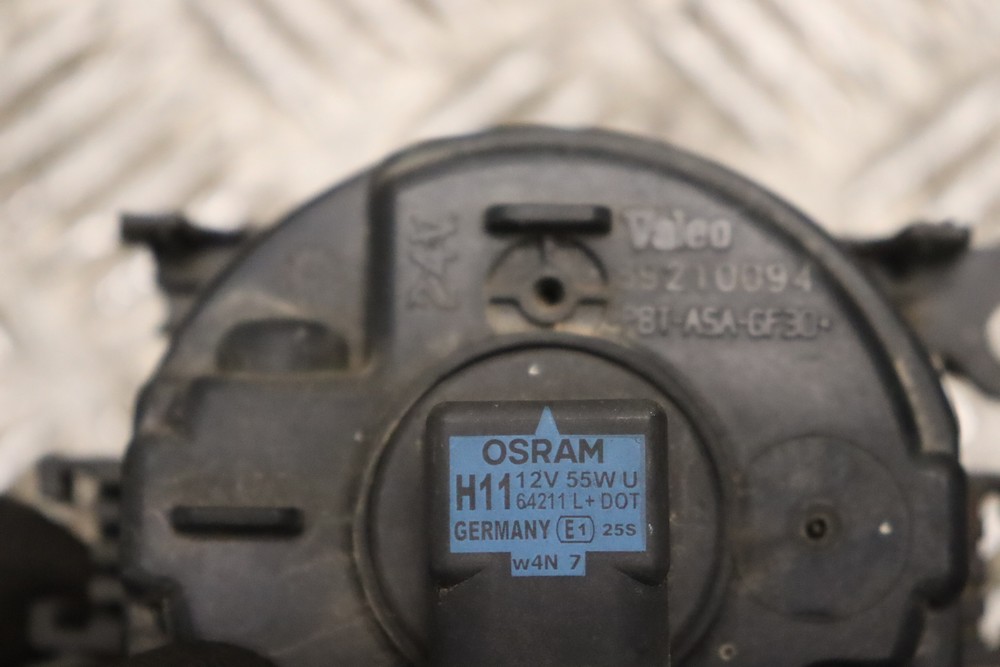 24V
Valeo
89210094
PBT-ASA-GF30
OSRAM
H11 12V 55W U
64211 L+ DOT
GERMANY E1 25S
W4N 7